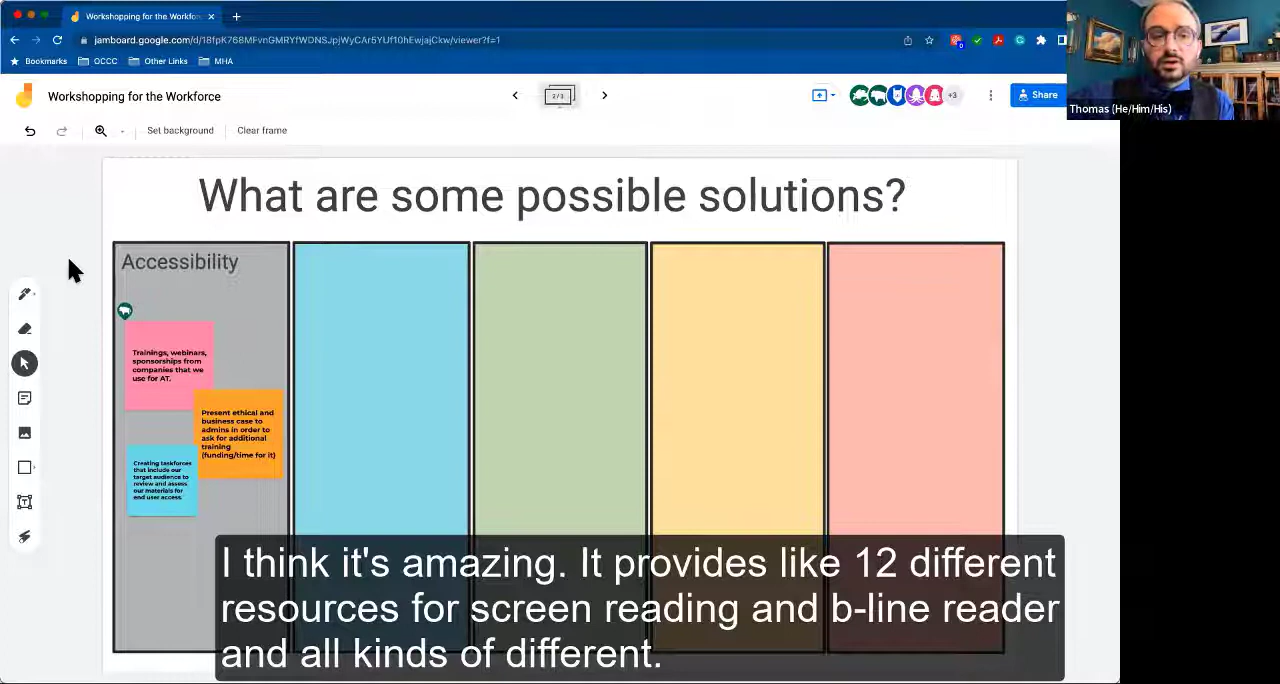 Workshopping for the Workfo
jamboard.google.com/d/18fpK768MFvnGMRYfWDNSJpjWyCAr5YUf10hEwjajCkw/viewer?f=1
Bookmarks
OCCC
Other Links
MHA
Workshopping for the Workforce
2/3
+3
Share
Thomas (He/Him/His)
Set background
Clear frame
What are some possible solutions?
Accessibility
Trainings, webinars,
sponsorships from
companies that we
use for AT.
Present ethical and
business case to
admins in order to
ask for additional
training
(funding/time for it)
Creating taskforces
that include our
target audience to
review and assess
our materials for
end user access.
I think it's amazing. It provides like 12 different
resources for screen reading and b-line reader
and all kinds of different.